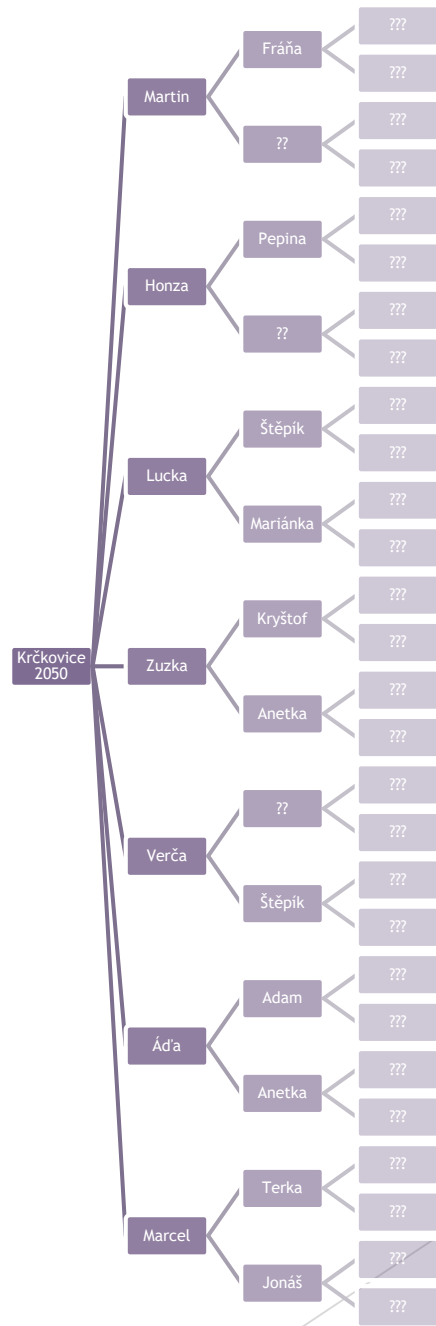 ???
Fráňa
???
Martin
???
??
???
???
Pepina
???
Honza
???
??
???
???
Štěpík
???
Lucka
???
Mariánka
???
???
Kryštof
???
Krčkovice
2050
Zuzka
???
Anetka
???
???
??
???
Verča
???
Štěpík
???
???
Adam
???
Áďa
???
Anetka
???
???
Terka
???
Marcel
???
Jonáš
???